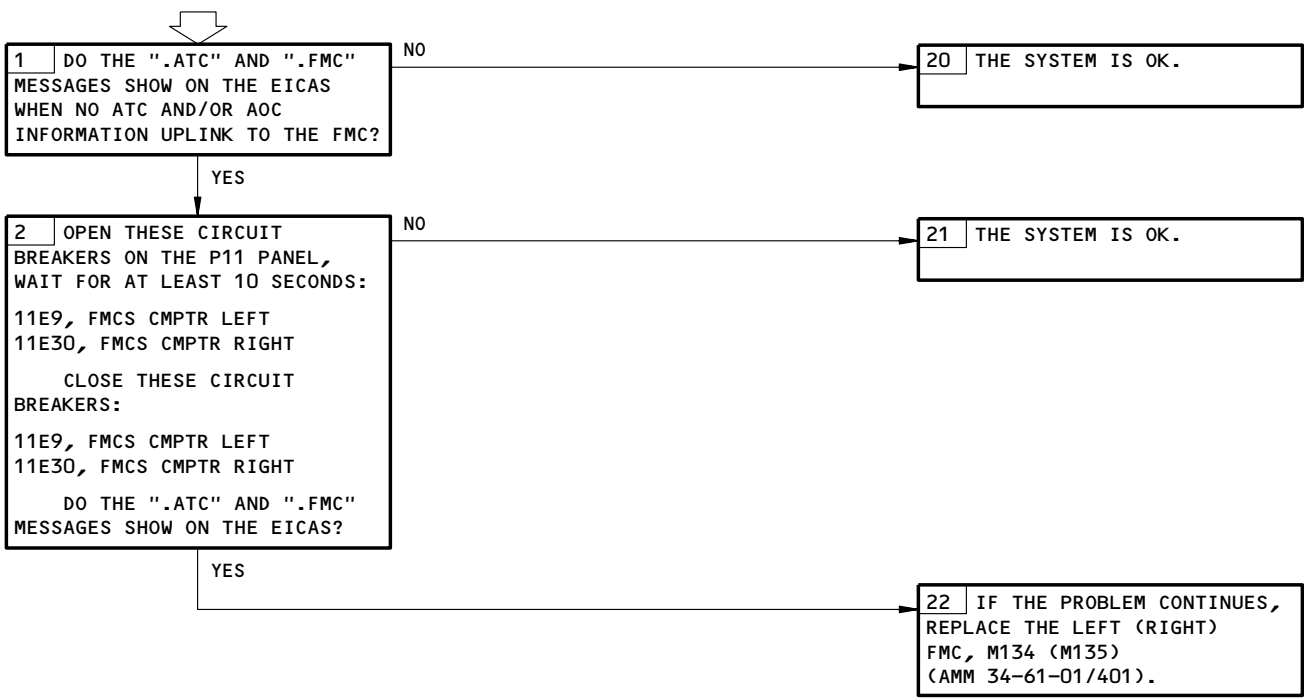 1 DO THE ".ATC" AND ".FMC"
MESSAGES SHOW ON THE EICAS
WHEN NO ATC AND/OR AOC
INFORMATION UPLINK TO THE FMC?
NO
20 THE SYSTEM IS OK.
YES
2 OPEN THESE CIRCUIT
BREAKERS ON THE P11 PANEL,
WAIT FOR AT LEAST 10 SECONDS:
11E9, FMCS CMPTR LEFT
11E30, FMCS CMPTR RIGHT
CLOSE THESE CIRCUIT
BREAKERS:
11E9, FMCS CMPTR LEFT
11E30, FMCS CMPTR RIGHT
DO THE ".ATC" AND ".FMC"
MESSAGES SHOW ON THE EICAS?
NO
21 THE SYSTEM IS OK.
YES
22 IF THE PROBLEM CONTINUES,
REPLACE THE LEFT (RIGHT)
FMC, M134 (M135)
(AMM 34-61-01/401).